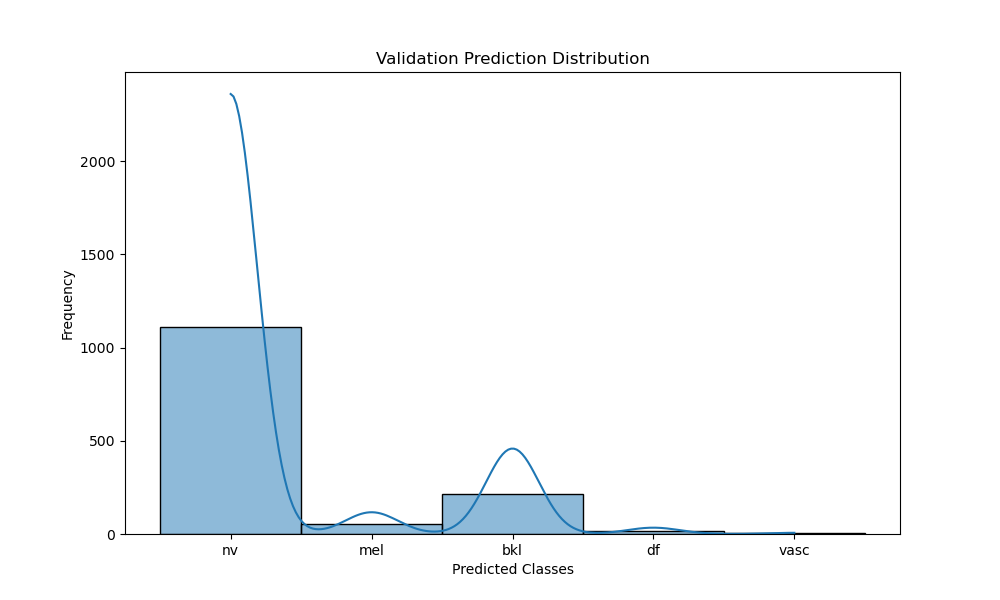 Validation Prediction Distribution
2000
1500
1000
500
0
Frequency
nv mel bkl df vasc
Predicted Classes